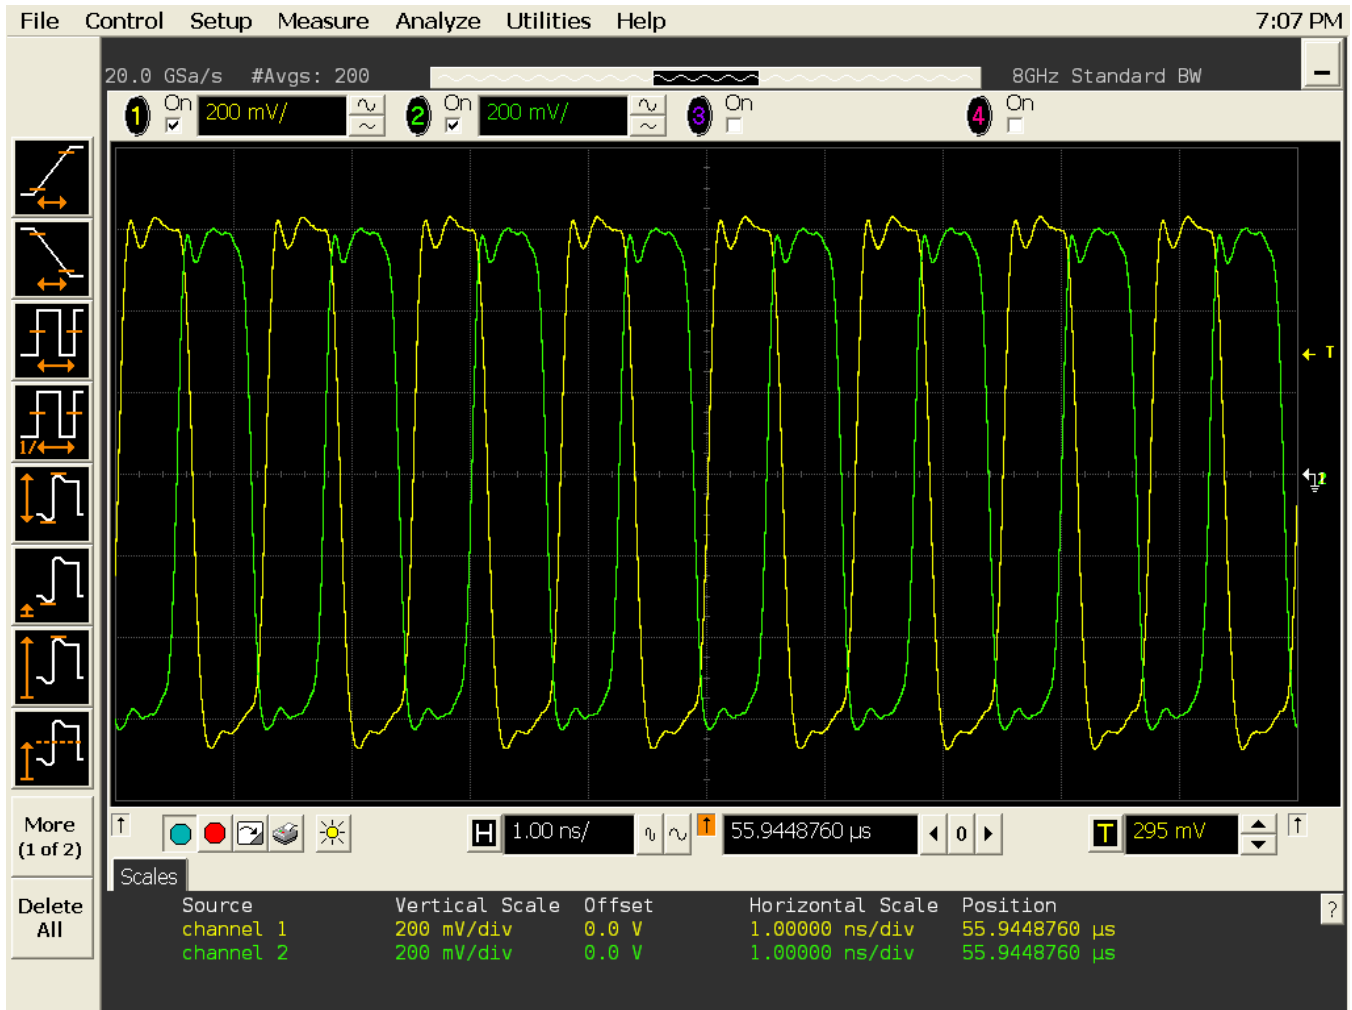 File Control Setup Measure Analyze Utilities Help 7:07 PM
20.0 GSa/s #Avgs: 200 8GHz Standard BW
1 On 200 mV/ 2 On 200 mV/ 3 On 4 On
1/
T
More
(1 of 2)
Delete
All
H 1.00 ns/ 55.9448760 µs 0 T 295 mV
Scales
Source Vertical Scale Offset Horizontal Scale Position
channel 1 200 mV/div 0.0 V 1.00000 ns/div 55.9448760 µs
channel 2 200 mV/div 0.0 V 1.00000 ns/div 55.9448760 µs
?